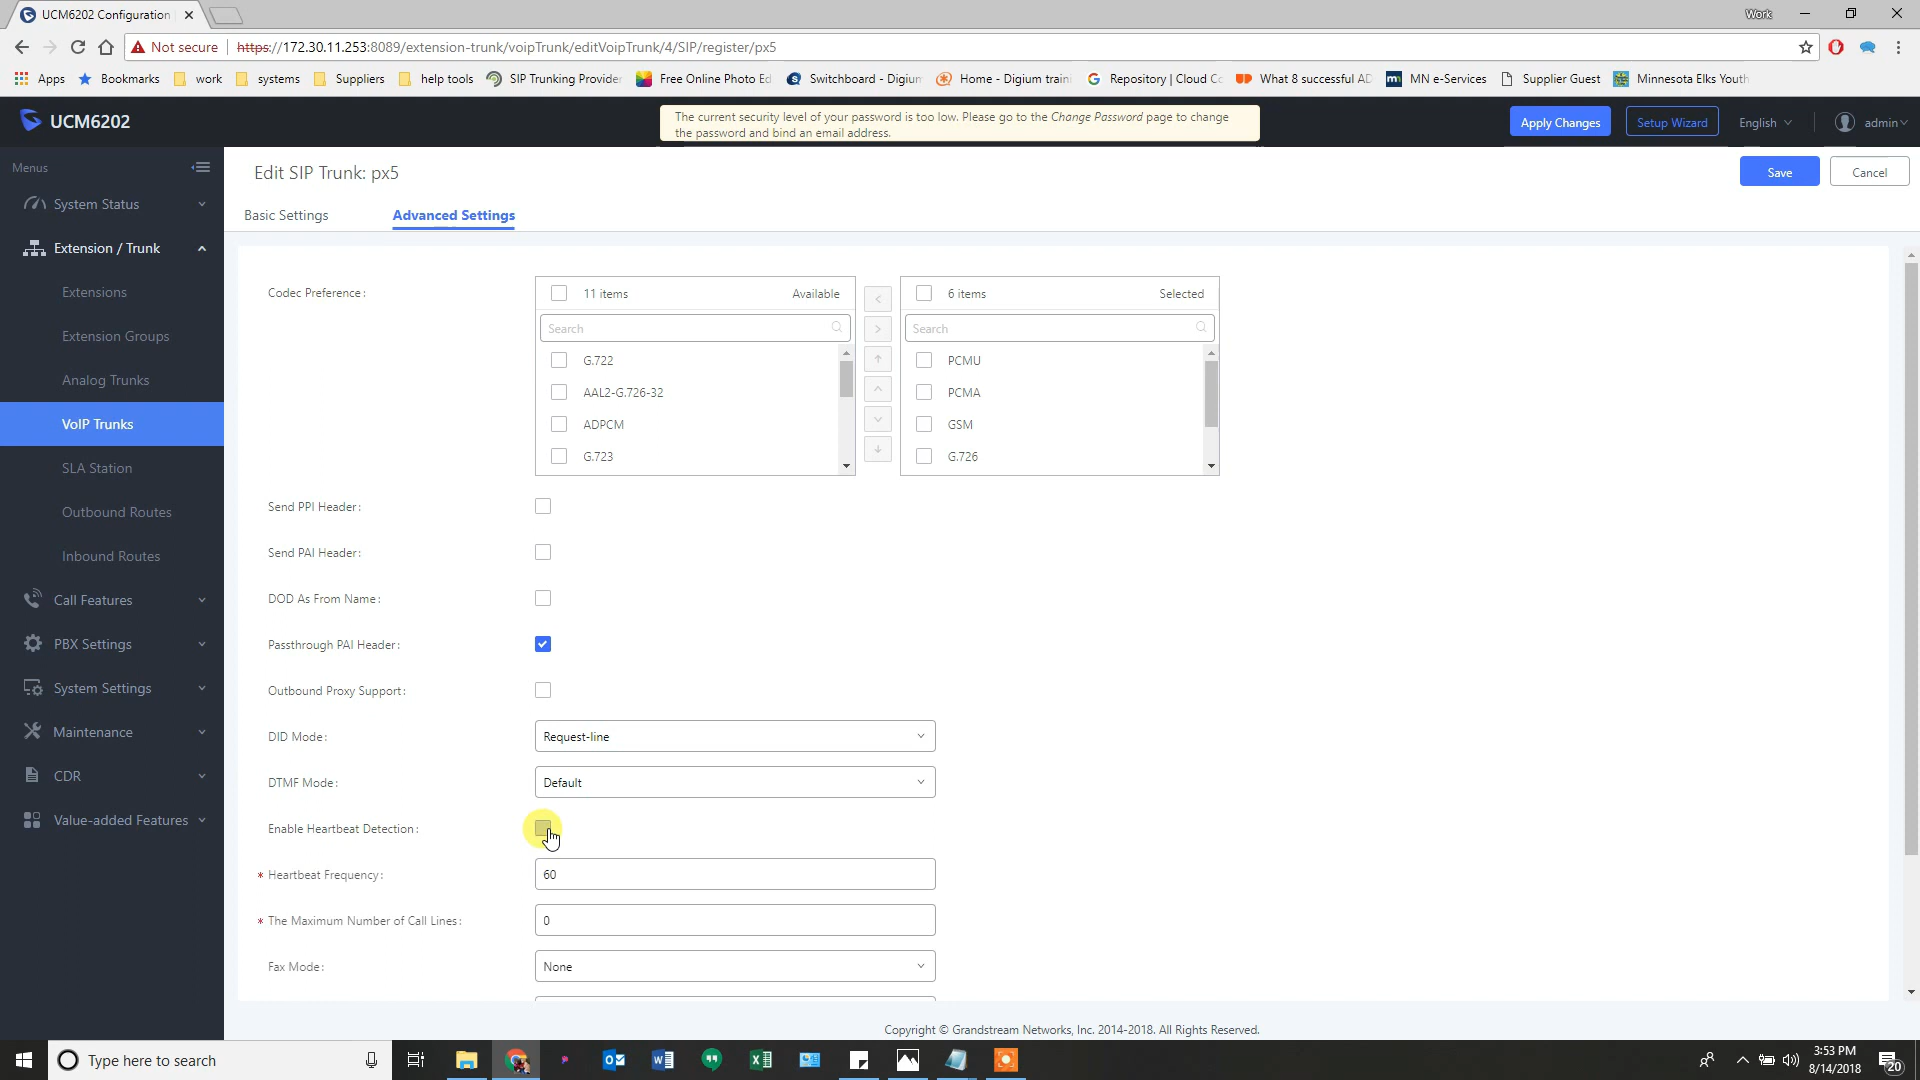 UCM6202 Configuration
Work
Not secure
https://172.30.11.253:8089/extension-trunk/voipTrunk/editVoipTrunk/4/SIP/register/px5
Apps
Bookmarks
work
systems
Suppliers
help tools
SIP Trunking Provider
Free Online Photo Ed
Switchboard - Digium
Home - Digium traini
Repository | Cloud Co
What 8 successful AD
MN e-Services
Supplier Guest
Minnesota Elks Youth
UCM6202
The current security level of your password is too low. Please go to the Change Password page to change
the password and bind an email address.
Apply Changes
Setup Wizard
English
admin
Menus
System Status
Extension / Trunk
Extensions
Extension Groups
Analog Trunks
VoIP Trunks
SLA Station
Outbound Routes
Inbound Routes
Call Features
PBX Settings
System Settings
Maintenance
CDR
Value-added Features
Edit SIP Trunk: px5
Save
Cancel
Basic Settings
Advanced Settings
Codec Preference:
11 items
Available
Search
G.722
AAL2-G.726-32
ADPCM
G.723
6 items
Selected
Search
PCMU
PCMA
GSM
G.726
Send PPI Header:
Send PAI Header:
DOD As From Name:
Passthrough PAI Header:
Outbound Proxy Support:
DID Mode:
Request-line
DTMF Mode:
Default
Enable Heartbeat Detection:
* Heartbeat Frequency:
60
* The Maximum Number of Call Lines:
0
Fax Mode:
None
Copyright © Grandstream Networks, Inc. 2014-2018. All Rights Reserved.
Type here to search
3:53 PM
8/14/2018
20